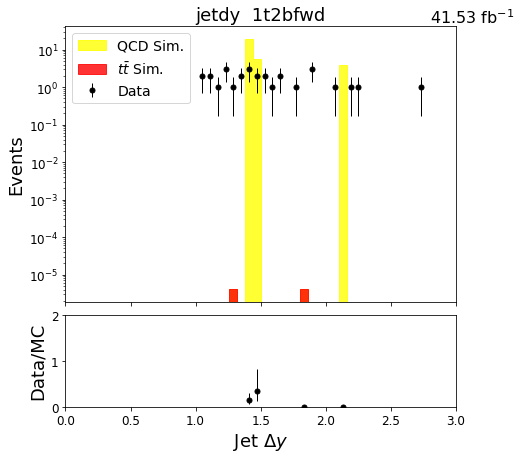 jetdy 1t2bfwd
41.53 fb⁻¹
QCD Sim.
tt̄ Sim.
Data
Events
10¹
10⁰
10⁻¹
10⁻²
10⁻³
10⁻⁴
10⁻⁵
Data/MC
2
1
0
0.0 0.5 1.0 1.5 2.0 2.5 3.0
Jet Δy